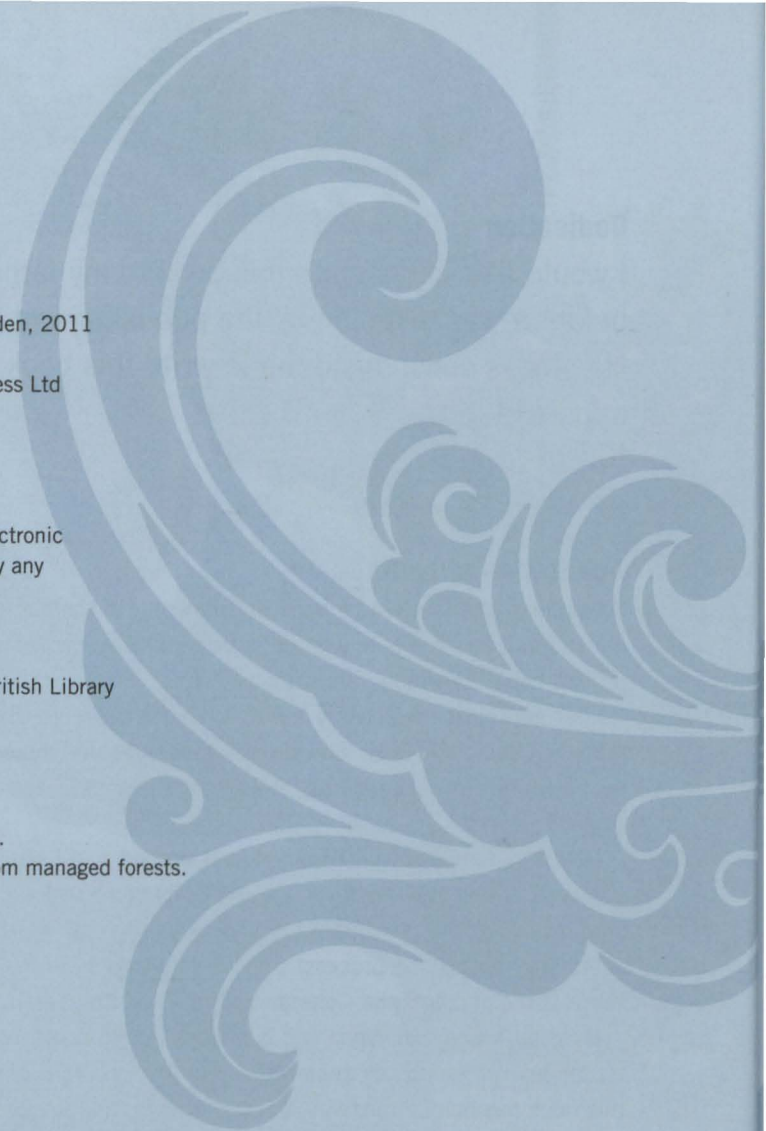 den, 2011
ess Ltd
ctronic
y any
ritish Library
.
m managed forests.